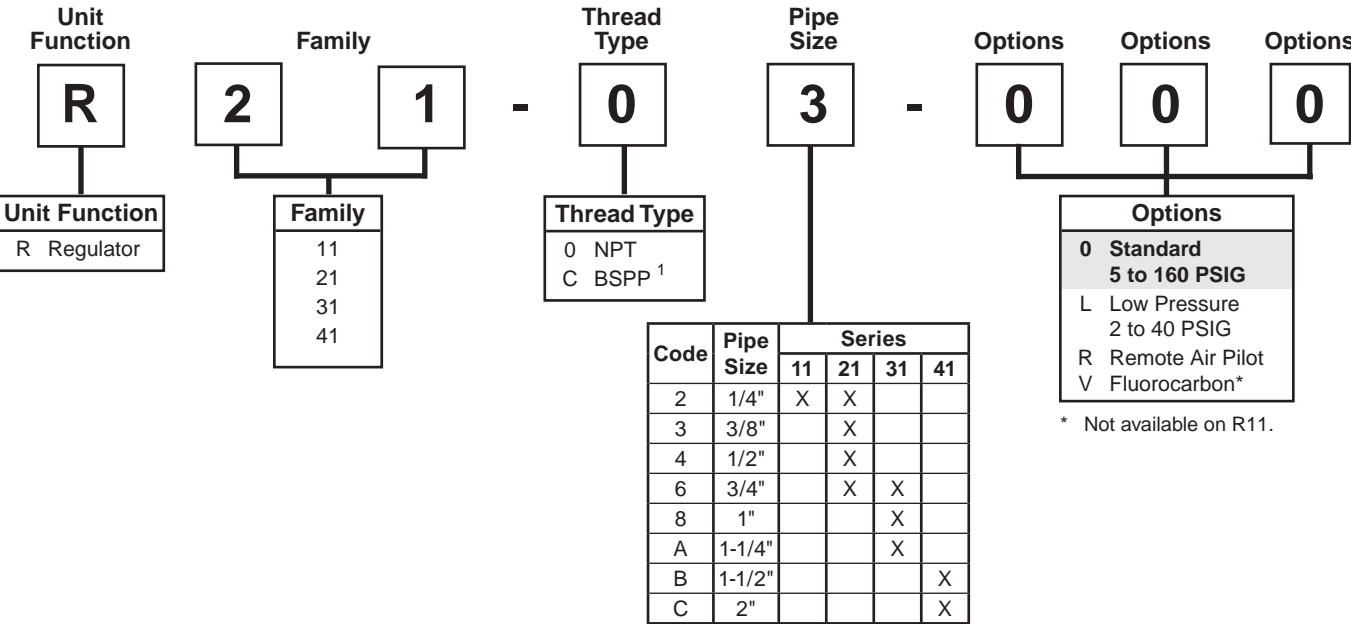 Unit Function
Family
Thread Type
Pipe Size
Options
Options
Options
R 2 1 - 0 3 - 0 0 0
Unit Function
R Regulator
Family
11
21
31
41
Thread Type
0 NPT
C BSPP 1
Options
0 Standard
5 to 160 PSIG
L Low Pressure
2 to 40 PSIG
R Remote Air Pilot
V Fluorocarbon*
* Not available on R11.
Code Pipe Size Series
11 21 31 41
2 1/4" X X
3 3/8" X
4 1/2" X
6 3/4" X X
8 1" X
A 1-1/4" X
B 1-1/2" X
C 2" X